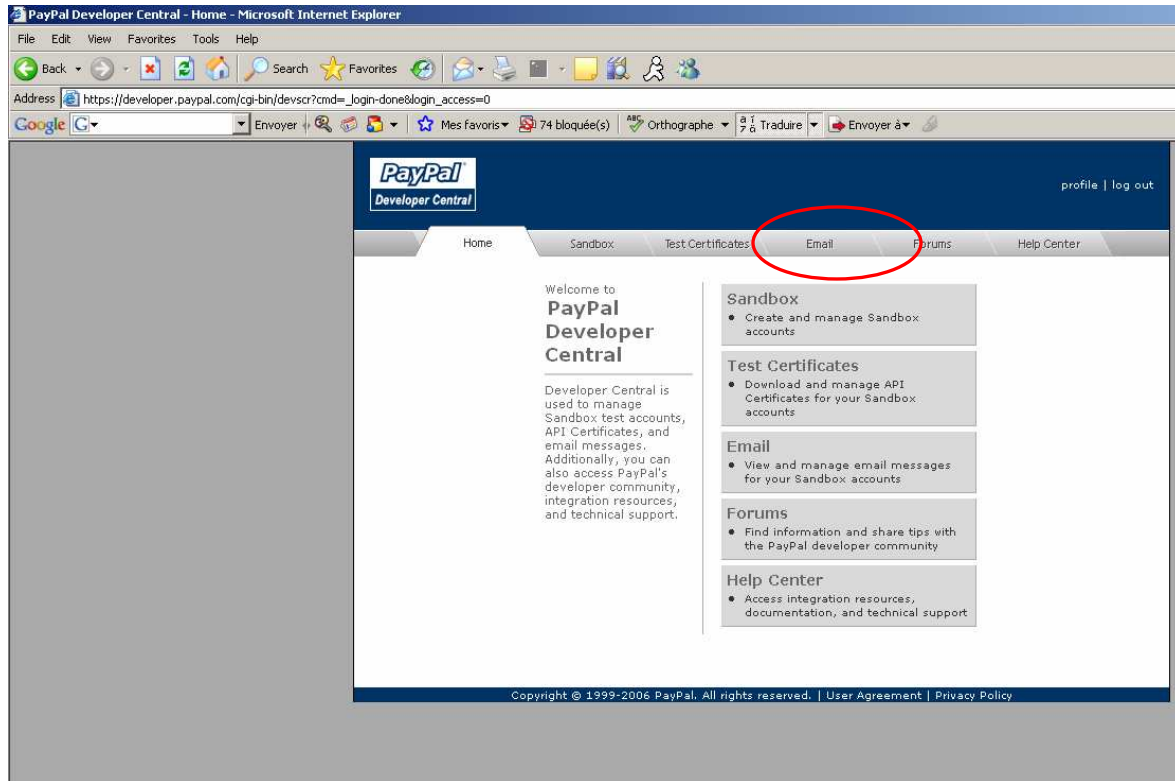 PayPal Developer Central - Home - Microsoft Internet Explorer
File Edit View Favorites Tools Help
Back Search Favorites
Address https://developer.paypal.com/cgi-bin/devscr?cmd=_login-done&login_access=0
Google G Envoyer Mes favoris 74 bloquée(s) ABC Orthographe Traduire Envoyer à
PayPal
Developer Central
profile | log out
Home Sandbox Test Certificates Email Forums Help Center
Welcome to
PayPal
Developer
Central
Developer Central is
used to manage
Sandbox test accounts,
API Certificates, and
email messages.
Additionally, you can
also access PayPal's
developer community,
integration resources,
and technical support.
Sandbox
• Create and manage Sandbox
accounts
Test Certificates
• Download and manage API
Certificates for your Sandbox
accounts
Email
• View and manage email messages
for your Sandbox accounts
Forums
• Find information and share tips with
the PayPal developer community
Help Center
• Access integration resources,
documentation, and technical support
Copyright © 1999-2006 PayPal. All rights reserved. | User Agreement | Privacy Policy